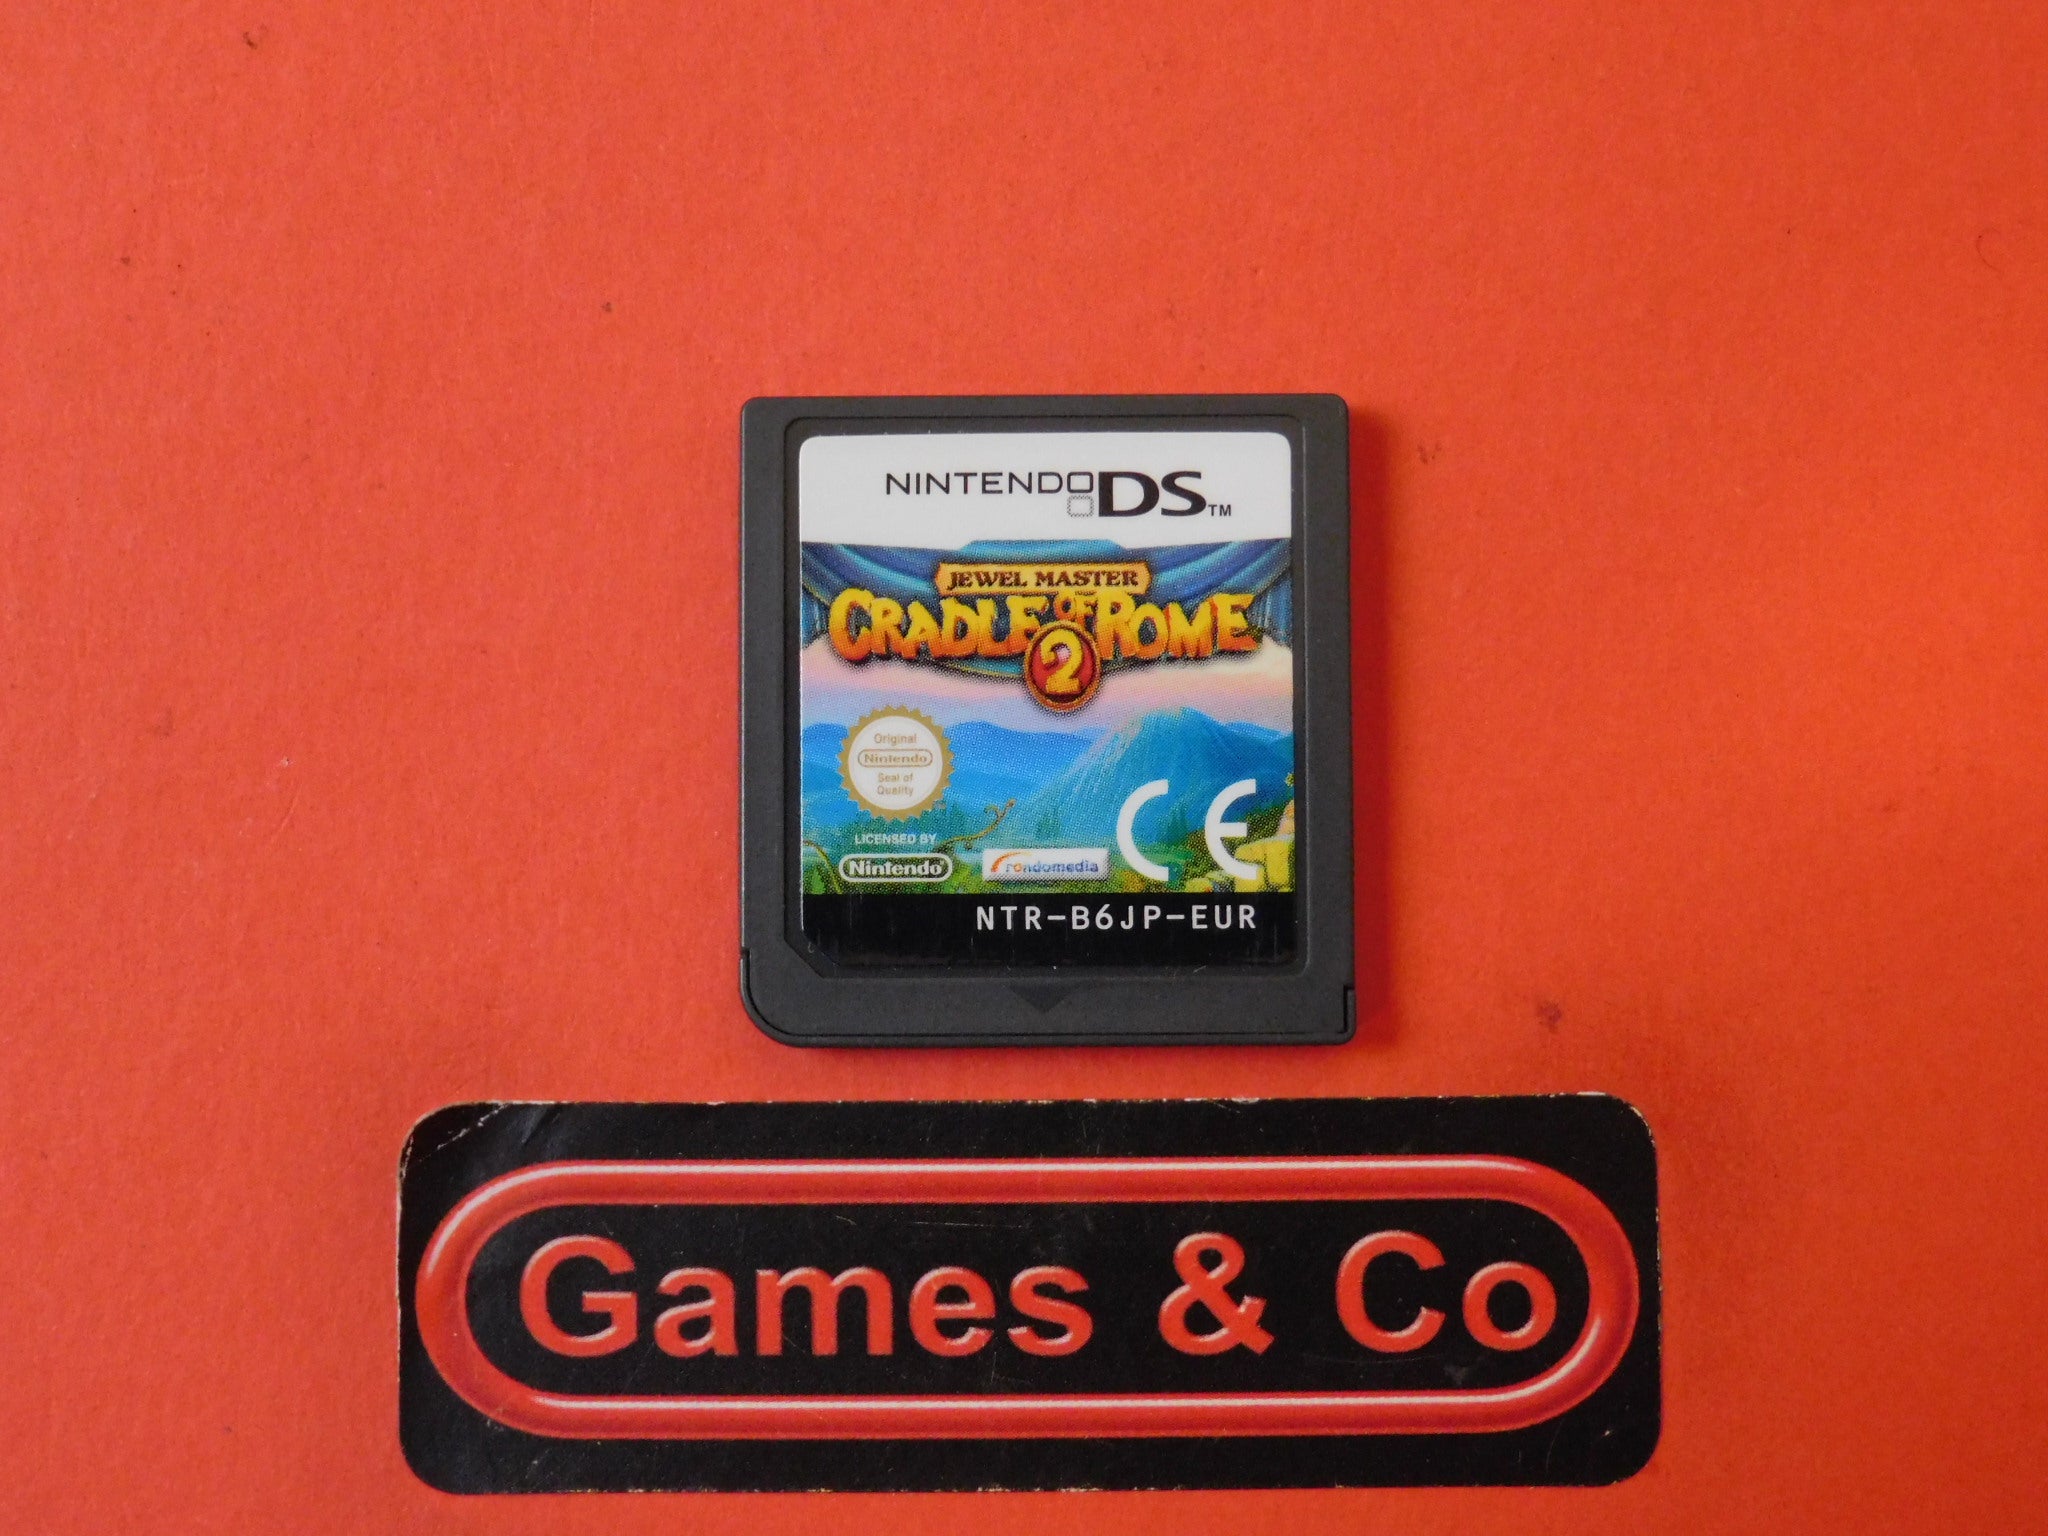 NINTENDO DS TM
JEWEL MASTER
CRADLE OF ROME
2
Original
Nintendo
Seal of
Quality
LICENSED BY
Nintendo
rondomedia
CE
NTR-B6JP-EUR
Games & Co